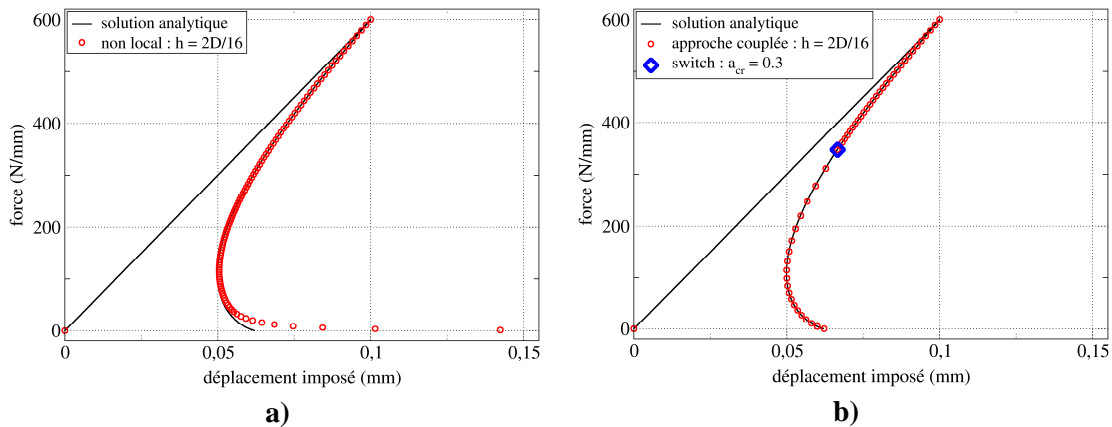 solution analytique
non local : h = 2D/16
600
400
200
0
force (N/mm)
0
0,05
0,1
0,15
déplacement imposé (mm)
a)
solution analytique
approche couplée : h = 2D/16
switch : a_cr = 0.3
600
400
200
0
force (N/mm)
0
0,05
0,1
0,15
déplacement imposé (mm)
b)